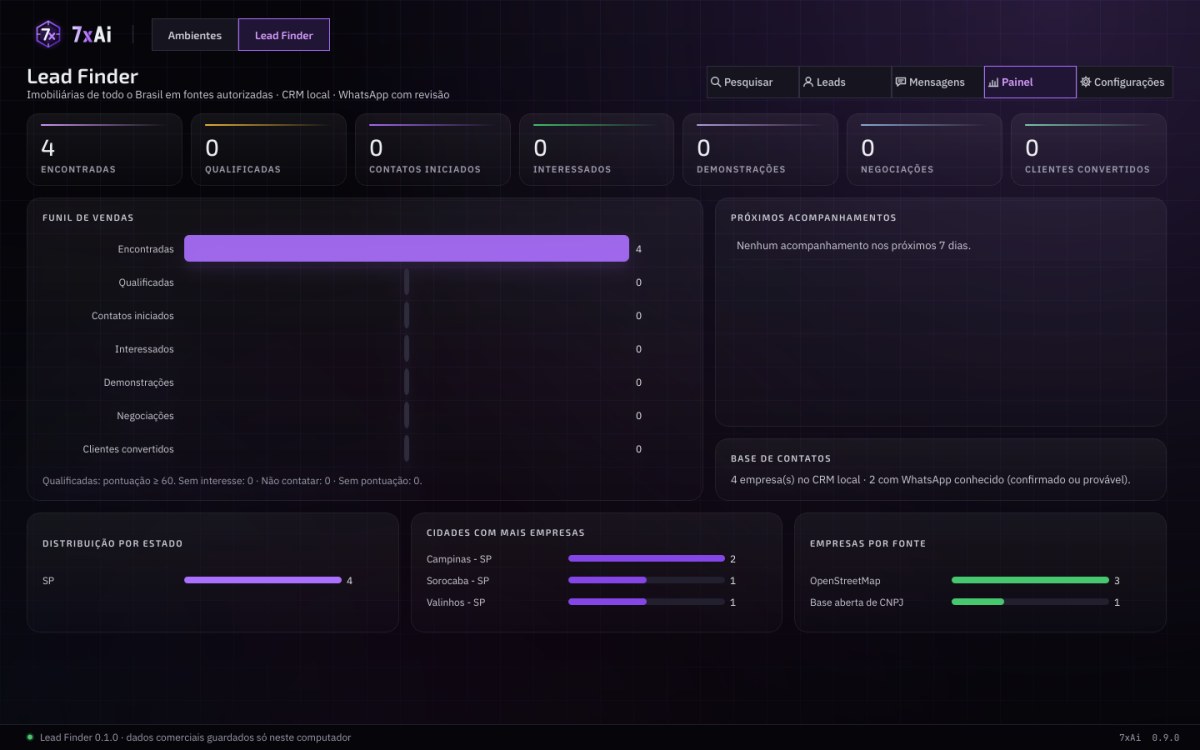 7x 7xAi
Ambientes
Lead Finder
Lead Finder
Imobiliárias de todo o Brasil em fontes autorizadas · CRM local · WhatsApp com revisão
Pesquisar
Leads
Mensagens
Painel
Configurações
4
ENCONTRADAS
0
QUALIFICADAS
0
CONTATOS INICIADOS
0
INTERESSADOS
0
DEMONSTRAÇÕES
0
NEGOCIAÇÕES
0
CLIENTES CONVERTIDOS
FUNIL DE VENDAS
Encontradas 4
Qualificadas 0
Contatos iniciados 0
Interessados 0
Demonstrações 0
Negociações 0
Clientes convertidos 0
Qualificadas: pontuação ≥ 60. Sem interesse: 0 · Não contatar: 0 · Sem pontuação: 0.
PRÓXIMOS ACOMPANHAMENTOS
Nenhum acompanhamento nos próximos 7 dias.
BASE DE CONTATOS
4 empresa(s) no CRM local · 2 com WhatsApp conhecido (confirmado ou provável).
DISTRIBUIÇÃO POR ESTADO
SP 4
CIDADES COM MAIS EMPRESAS
Campinas - SP 2
Sorocaba - SP 1
Valinhos - SP 1
EMPRESAS POR FONTE
OpenStreetMap 3
Base aberta de CNPJ 1
Lead Finder 0.1.0 · dados comerciais guardados só neste computador
7xAi 0.9.0